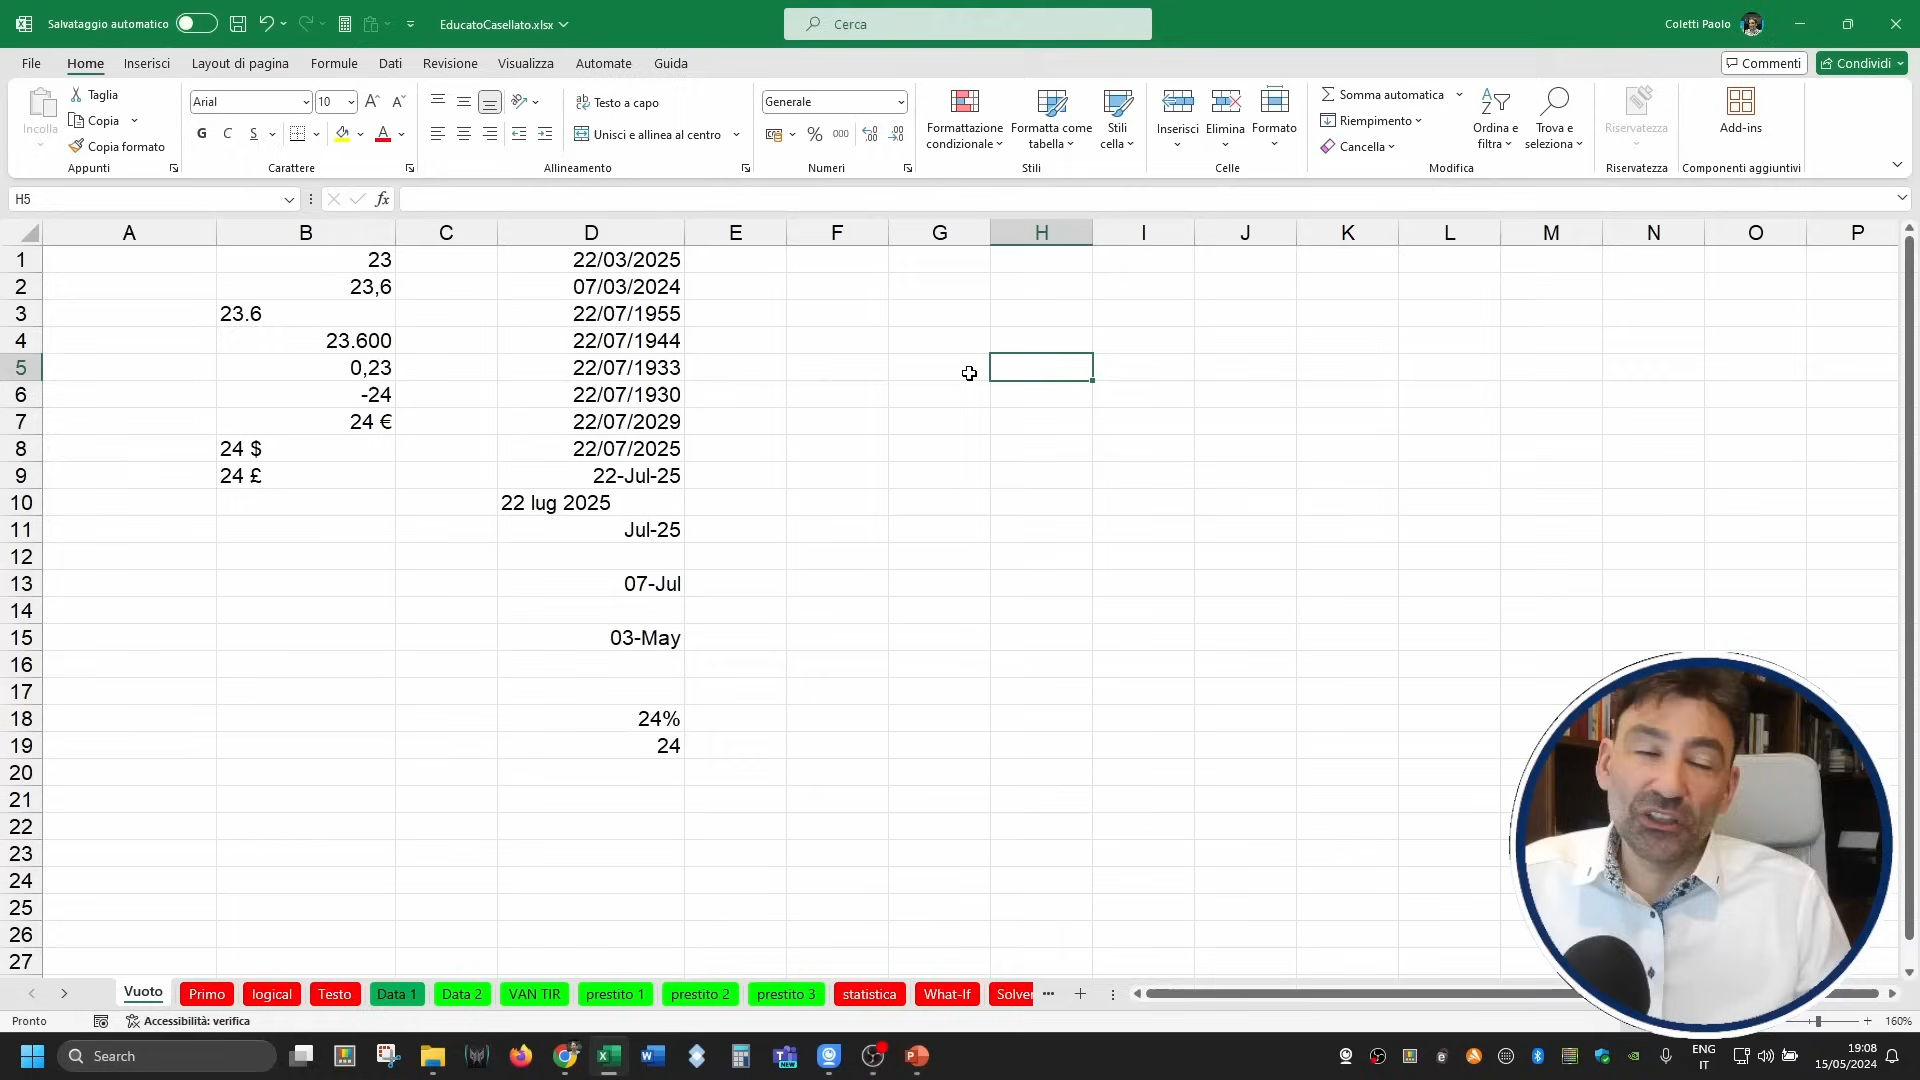 Salvataggio automatico
EducatoCasellato.xlsx
Cerca
Coletti Paolo
File Home Inserisci Layout di pagina Formule Dati Revisione Visualizza Automate Guida
Commenti
Condividi
Incolla
Taglia
Copia
Copia formato
Appunti
Arial
10
G C S
A
Carattere
Testo a capo
Unisci e allinea al centro
Allineamento
Generale
% 000
Numeri
Formattazione condizionale
Formatta come tabella
Stili cella
Stili
Inserisci
Elimina
Formato
Celle
Somma automatica
Riempimento
Cancella
Ordina e filtra
Trova e seleziona
Modifica
Riservatezza
Riservatezza
Add-ins
Componenti aggiuntivi
H5
fx
A B C D E F G H I J K L M N O P
1 23 22/03/2025
2 23,6 07/03/2024
3 23.6 22/07/1955
4 23.600 22/07/1944
5 0,23 22/07/1933
6 -24 22/07/1930
7 24 € 22/07/2029
8 24 $ 22/07/2025
9 24 £ 22-Jul-25
10 22 lug 2025
11 Jul-25
12
13 07-Jul
14
15 03-May
16
17
18 24%
19 24
20
21
22
23
24
25
26
27
Vuoto Primo logical Testo Data 1 Data 2 VAN TIR prestito 1 prestito 2 prestito 3 statistica What-If Solver
Pronto
Accessibilità: verifica
160%
Search
ENG
IT
19:08
15/05/2024